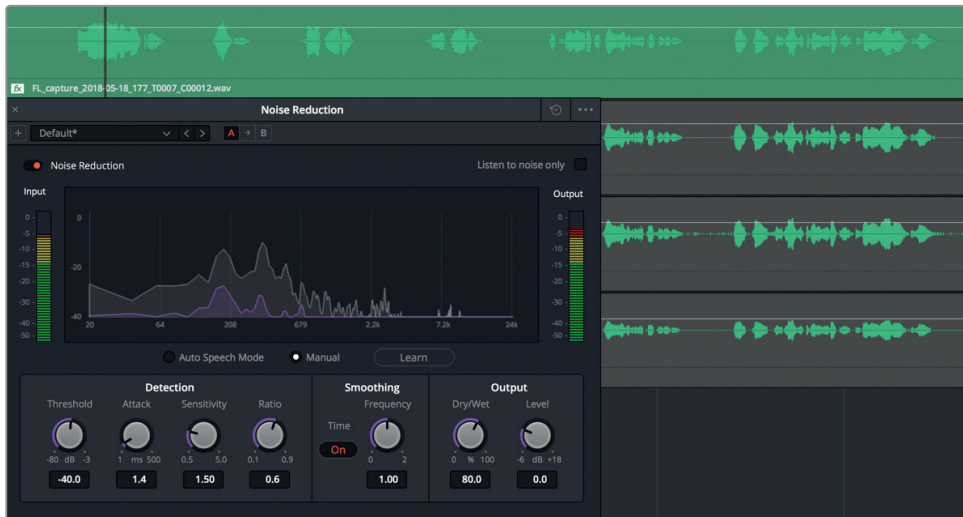 fx FL_capture_2018-05-18_177_T0007_C00012.wav
× Noise Reduction •••
+ Default* < > A → B
Noise Reduction Listen to noise only
Input Output
0 -
-5 -
-10 -
-15 -
-20 -
-30 -
-40 -
-50 -
0
-20
-40
20 64 208 679 2.2k 7.2k 24k
0 -
-5 -
-10 -
-15 -
-20 -
-30 -
-40 -
-50 -
Auto Speech Mode Manual Learn
Detection
Threshold Attack Sensitivity Ratio
-80 dB -3 1 ms 500 0.5 5.0 0.1 0.9
-40.0 1.4 1.50 0.6
Smoothing
Time Frequency
On 0 2
1.00
Output
Dry/Wet Level
0 % 100 -6 dB +18
80.0 0.0